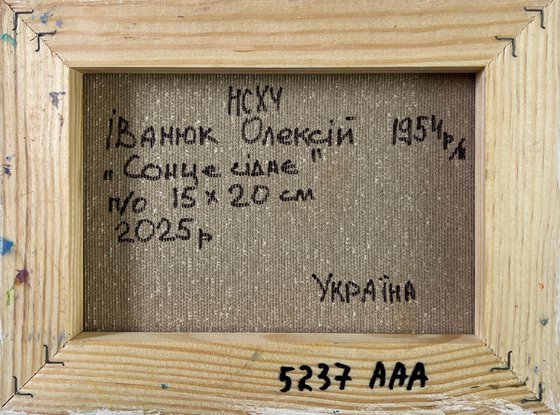 НСХУ
Іванюк Олексій 1954р/н
„Сонце сідає"
п/о 15 x 20 см
2025р
Україна
5237 AAA